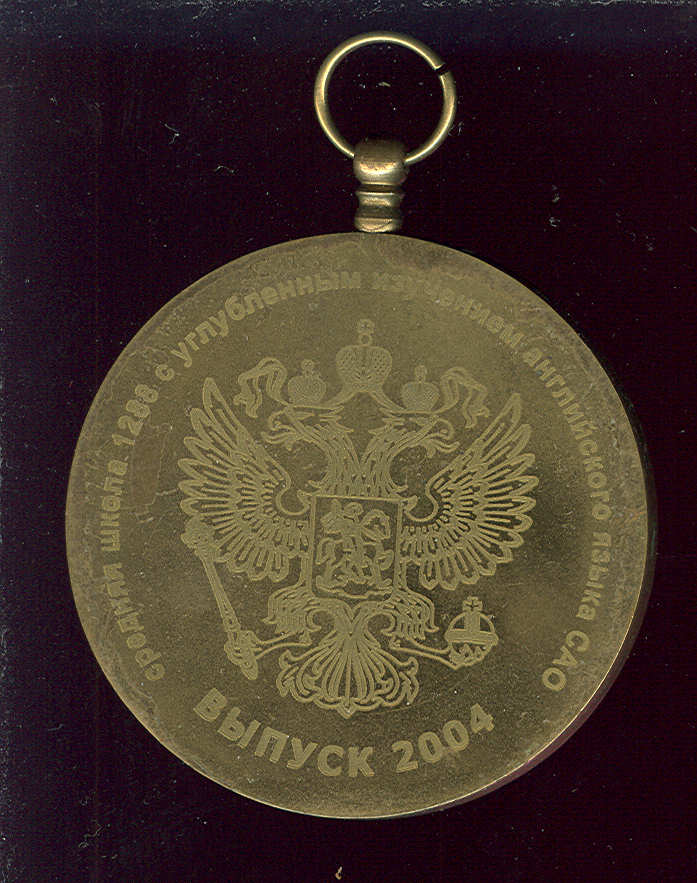 средняя школа 1288 с углубленным изучением английского языка САО
ВЫПУСК 2004